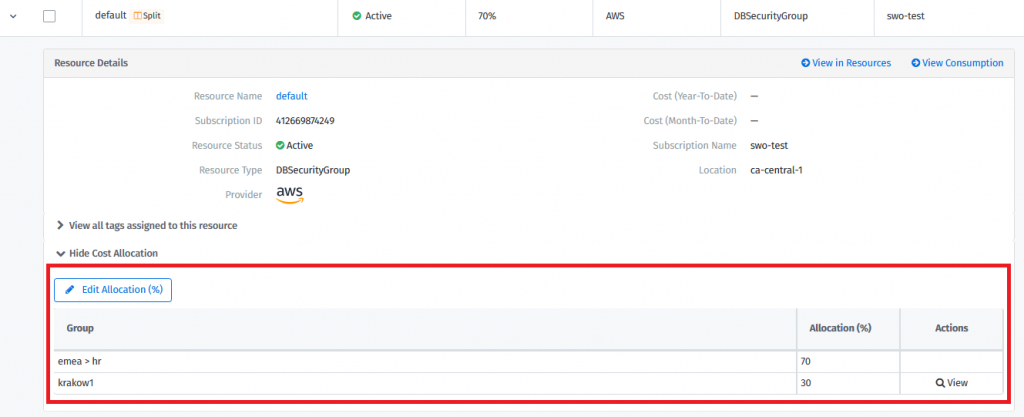 default Split Active 70% AWS DBSecurityGroup swo-test
Resource Details View in Resources View Consumption
Resource Name default Cost (Year-To-Date) —
Subscription ID 412669874249 Cost (Month-To-Date) —
Resource Status Active Subscription Name swo-test
Resource Type DBSecurityGroup Location ca-central-1
Provider aws
View all tags assigned to this resource
Hide Cost Allocation
Edit Allocation (%)
Group Allocation (%) Actions
emea > hr 70
krakow1 30 View